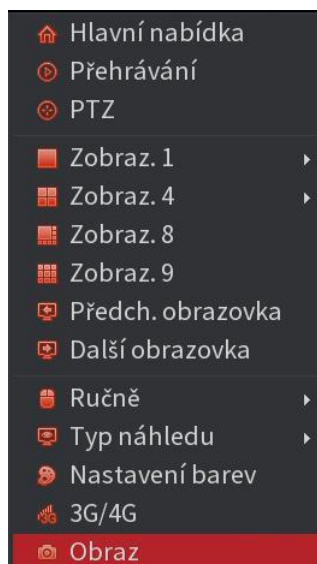 Hlavní nabídka
Přehrávání
PTZ
Zobraz. 1
Zobraz. 4
Zobraz. 8
Zobraz. 9
Předch. obrazovka
Další obrazovka
Ručně
Typ náhledu
Nastavení barev
3G/4G
Obraz